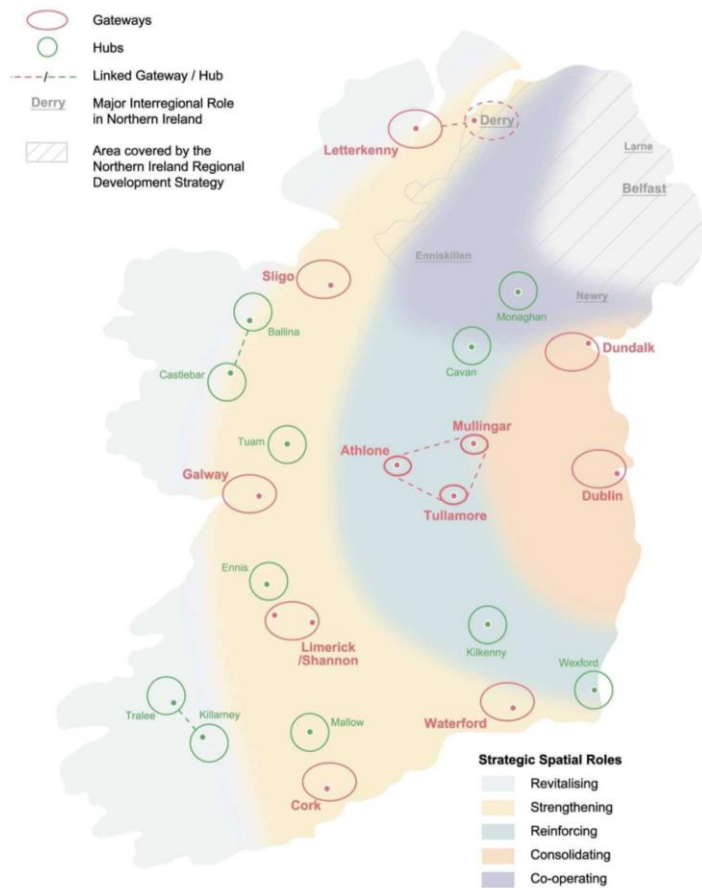 Gateways
Hubs
Linked Gateway / Hub
Derry
Major Interregional Role
in Northern Ireland
Area covered by the
Northern Ireland Regional
Development Strategy
Letterkenny
Derry
Larne
Belfast
Enniskillen
Sligo
Monaghan
Newry
Ballina
Dundalk
Cavan
Castlebar
Mullingar
Tuam
Athlone
Galway
Dublin
Tullamore
Ennis
Limerick
/Shannon
Kilkenny
Wexford
Tralee
Killarney
Mallow
Waterford
Cork
Strategic Spatial Roles
Revitalising
Strengthening
Reinforcing
Consolidating
Co-operating